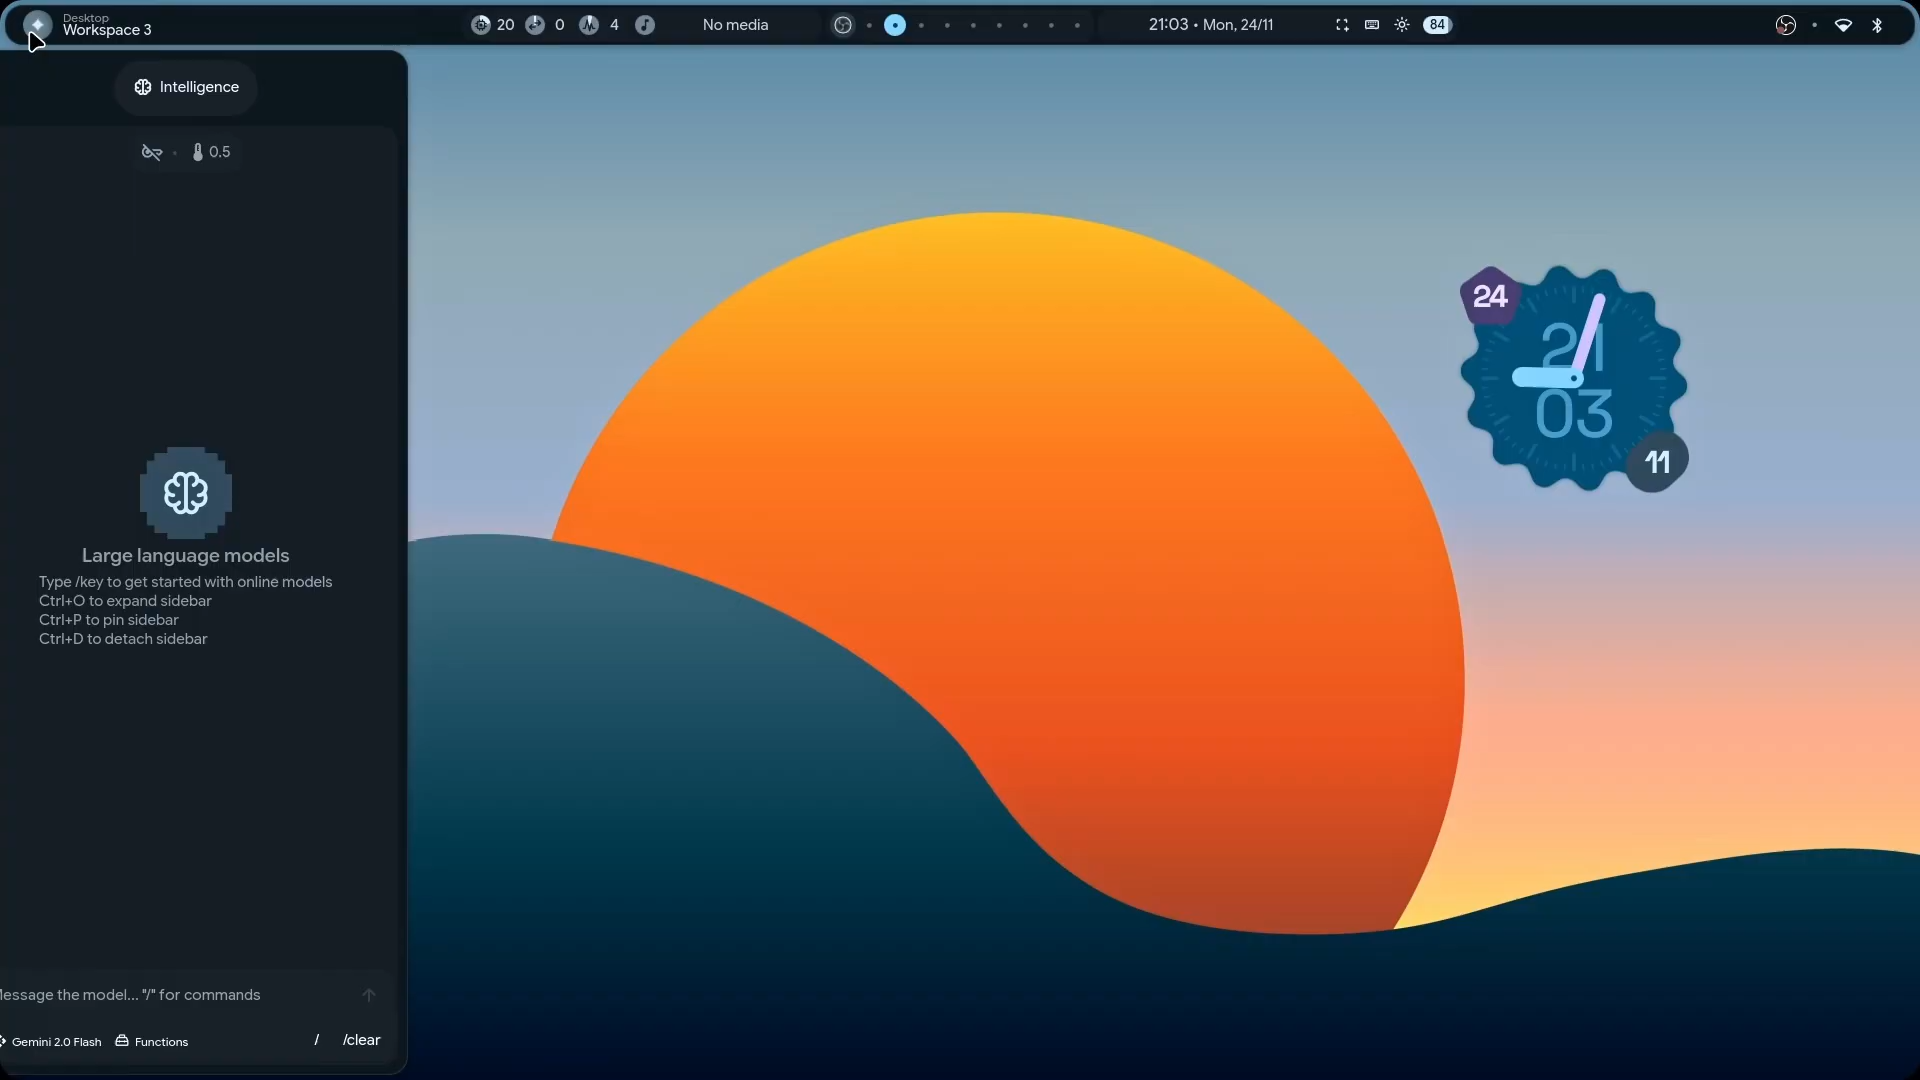 Desktop
Workspace 3
20 0 4 No media
21:03 • Mon, 24/11
84
Intelligence
0.5
Large language models
Type /key to get started with online models
Ctrl+O to expand sidebar
Ctrl+P to pin sidebar
Ctrl+D to detach sidebar
24
21
03
11
essage the model... "/" for commands
Gemini 2.0 Flash Functions / /clear